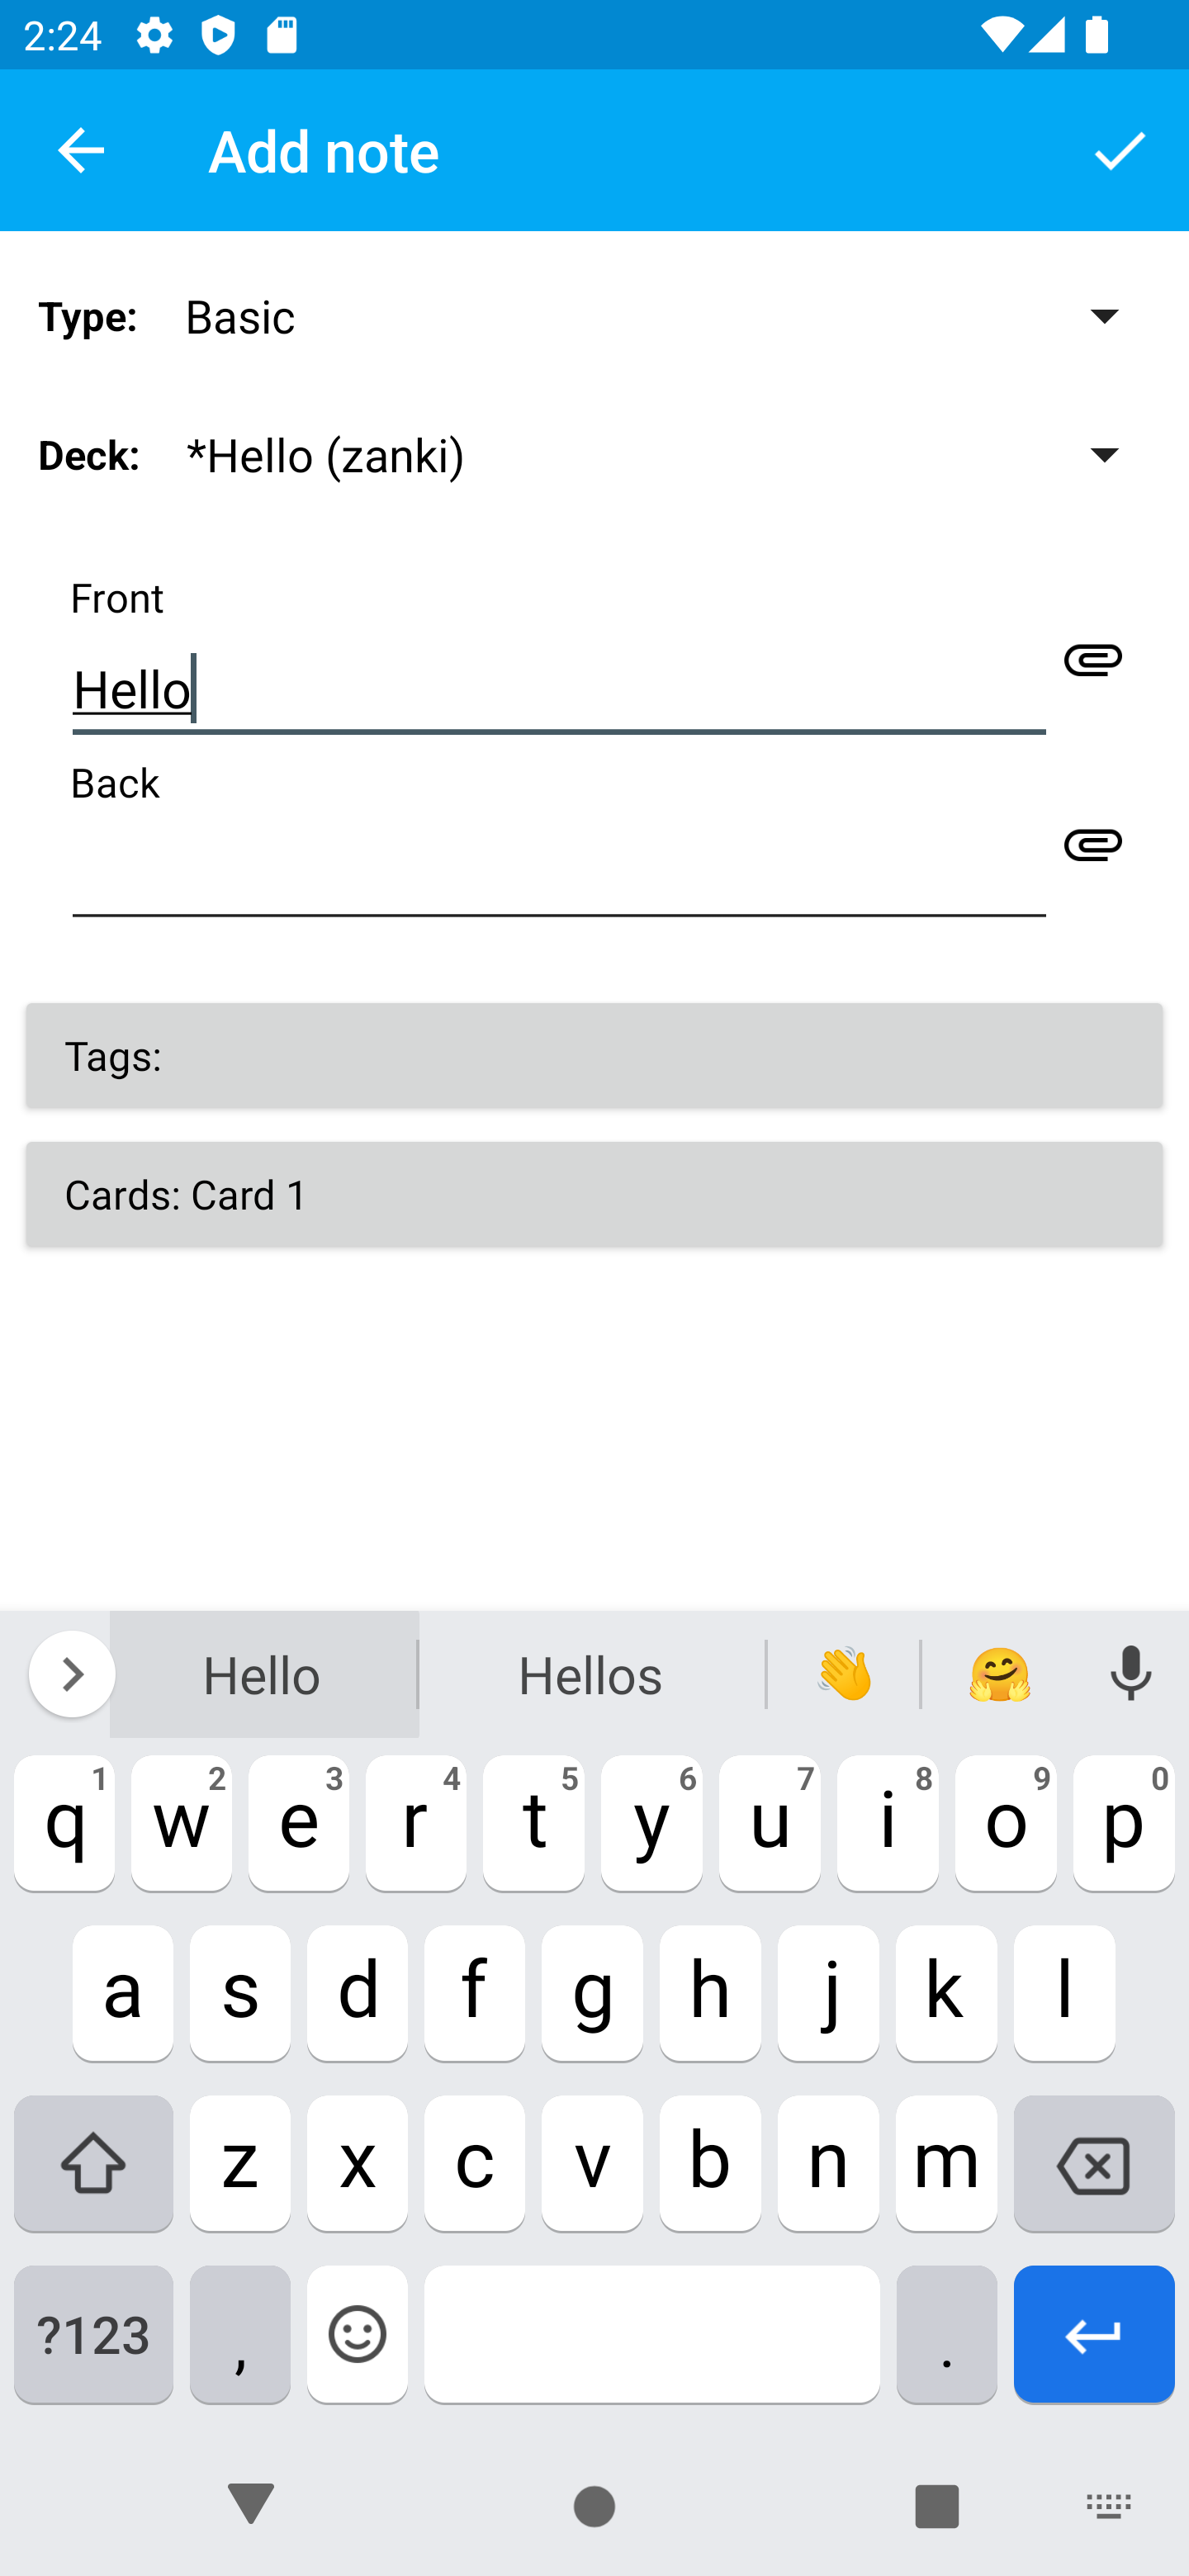 2:24
Add note
Type: Basic
Deck: *Hello (zanki)
Front
Hello
Back
Tags:
Cards: Card 1
Hello Hellos 👋 🤗
q 1 w 2 e 3 r 4 t 5 y 6 u 7 i 8 o 9 p 0
a s d f g h j k l
z x c v b n m
?123 , .